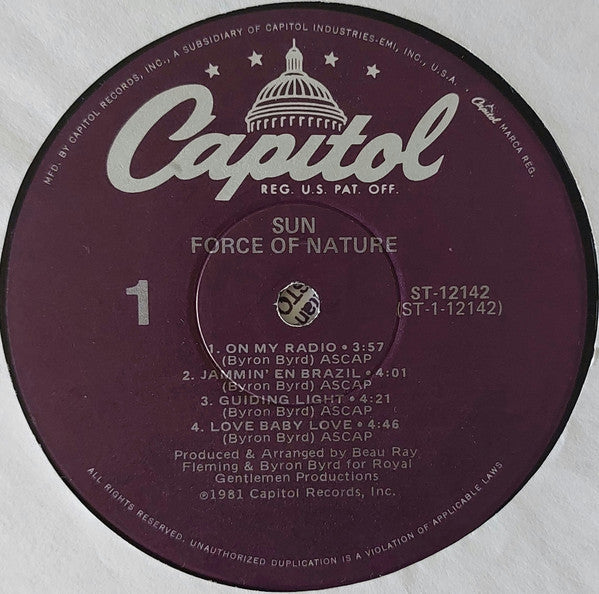 MFD. BY CAPITOL RECORDS, INC., A SUBSIDIARY OF CAPITOL INDUSTRIES-EMI, INC., U.S.A. • Capitol MARCA REG.
Capitol
REG. U.S. PAT. OFF.
SUN
FORCE OF NATURE
1
ST-12142
(ST-1-12142)
1. ON MY RADIO • 3:57
(Byron Byrd) ASCAP
2. JAMMIN' EN BRAZIL • 4:01
(Byron Byrd) ASCAP
3. GUIDING LIGHT • 4:21
(Byron Byrd) ASCAP
4. LOVE BABY LOVE • 4:46
(Byron Byrd) ASCAP
Produced & Arranged by Beau Ray
Fleming & Byron Byrd for Royal
Gentlemen Productions
℗1981 Capitol Records, Inc.
ALL RIGHTS RESERVED. UNAUTHORIZED DUPLICATION IS A VIOLATION OF APPLICABLE LAWS